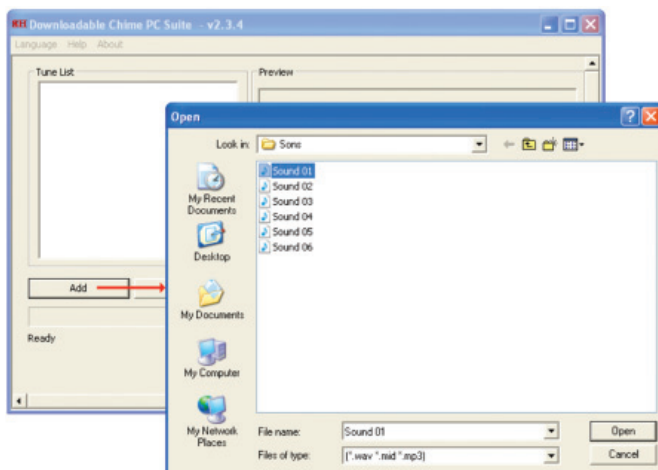 RH Downloadable Chime PC Suite - v2.3.4
Language Help About
Tune List
Preview
Open
Look in:
Sons
Sound 01
Sound 02
Sound 03
Sound 04
Sound 05
Sound 06
My Recent
Documents
Desktop
My Documents
My Computer
My Network
Places
Add
Ready
File name:
Sound 01
Open
Files of type:
(*.wav *.mid *.mp3)
Cancel